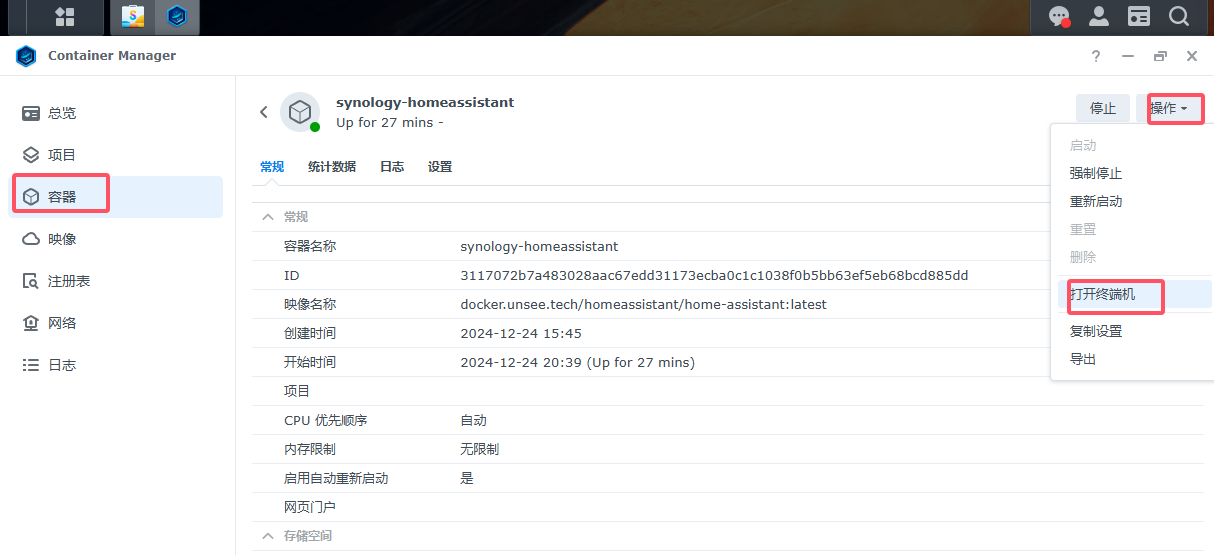 Container Manager
?
总览
项目
容器
映像
注册表
网络
日志
synology-homeassistant
Up for 27 mins -
停止
操作
启动
强制停止
重新启动
重置
删除
打开终端机
复制设置
导出
常规 统计数据 日志 设置
常规
容器名称 synology-homeassistant
ID 3117072b7a483028aac67edd31173ecba0c1c1038f0b5bb63ef5eb68bcd885dd
映像名称 docker.unsee.tech/homeassistant/home-assistant:latest
创建时间 2024-12-24 15:45
开始时间 2024-12-24 20:39 (Up for 27 mins)
项目
CPU 优先顺序 自动
内存限制 无限制
启用自动重新启动 是
网页门户
存储空间